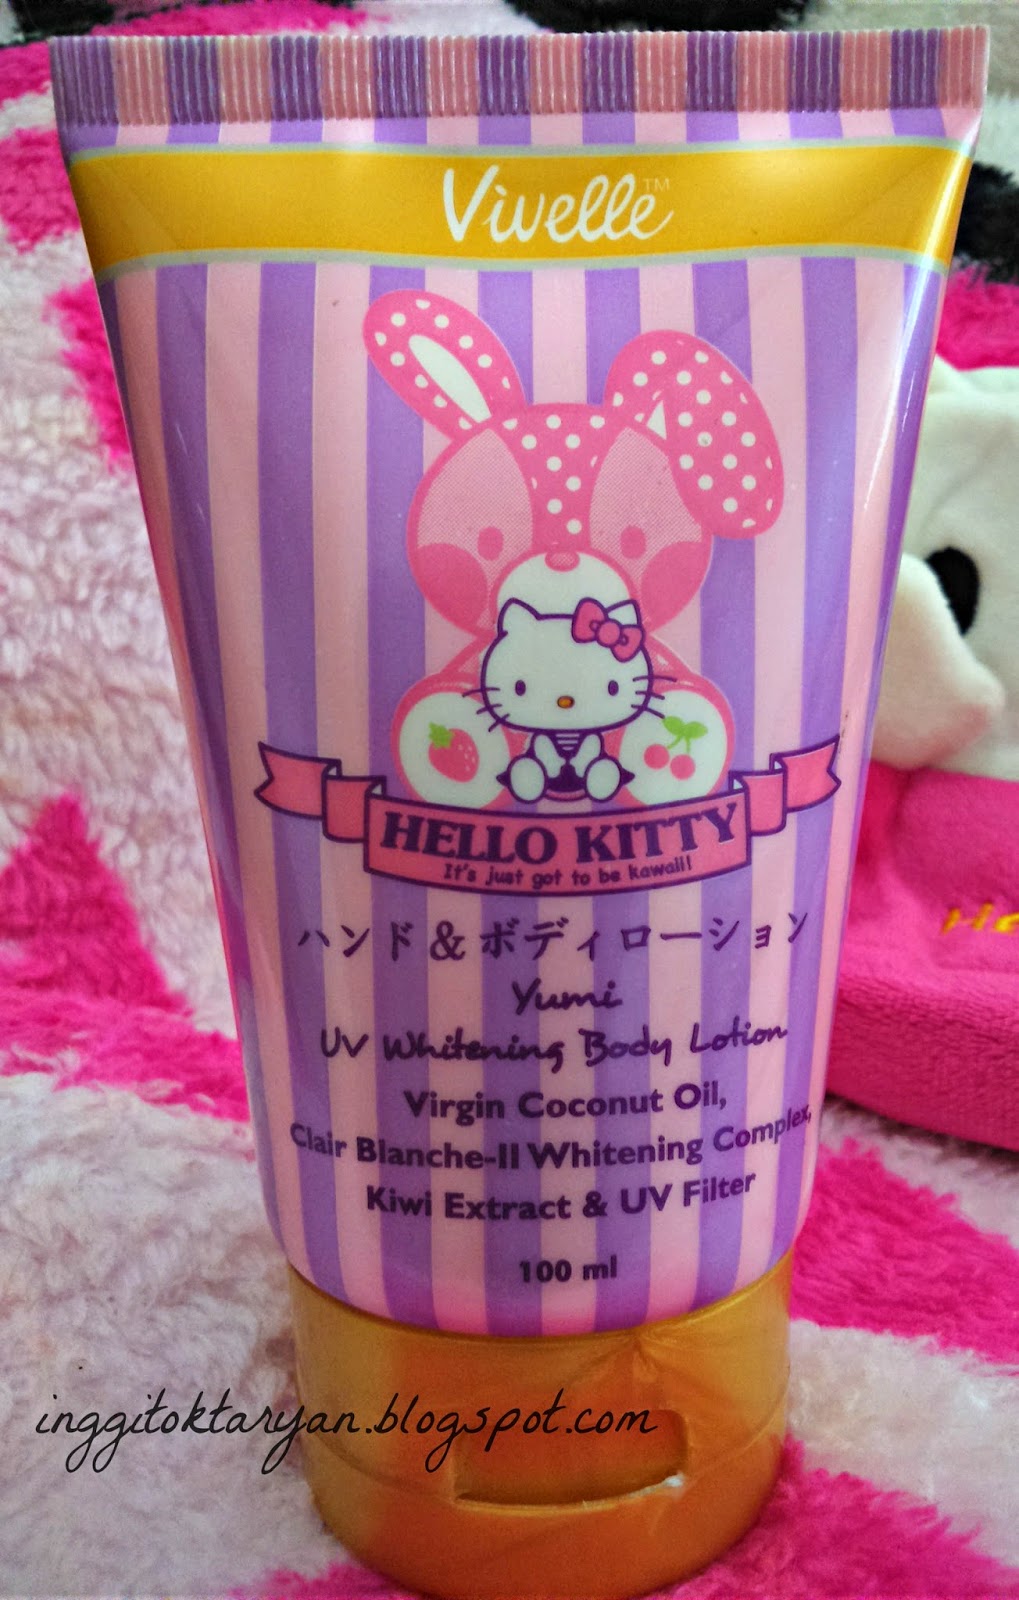 Vivelle™
HELLO KITTY
It's just got to be kawaii!
ハンド&ボディローション
Yumi
UV Whitening Body Lotion
Virgin Coconut Oil,
Clair Blanche-II Whitening Complex,
Kiwi Extract & UV Filter
100 ml
He
inggitoktaryan.blogspot.com